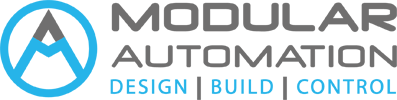 MODULAR
AUTOMATION
DESIGN | BUILD | CONTROL